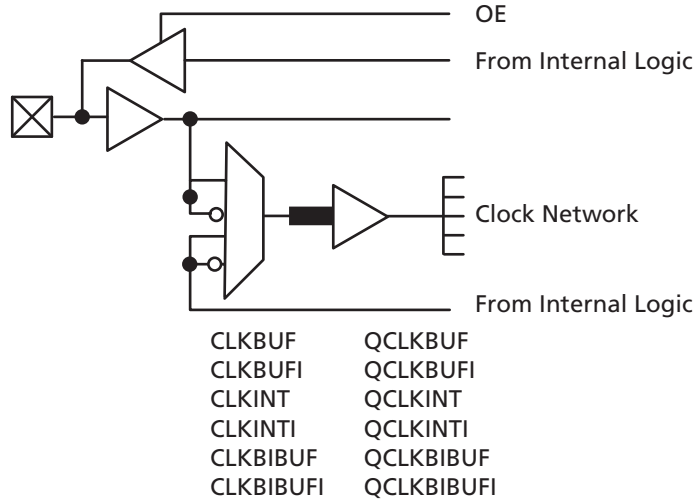 OE
From Internal Logic
Clock Network
From Internal Logic
CLKBUF QCLKBUF
CLKBUFI QCLKBUFI
CLKINT QCLKINT
CLKINTI QCLKINTI
CLKBIBUF QCLKBIBUF
CLKBIBUFI QCLKBIBUFI